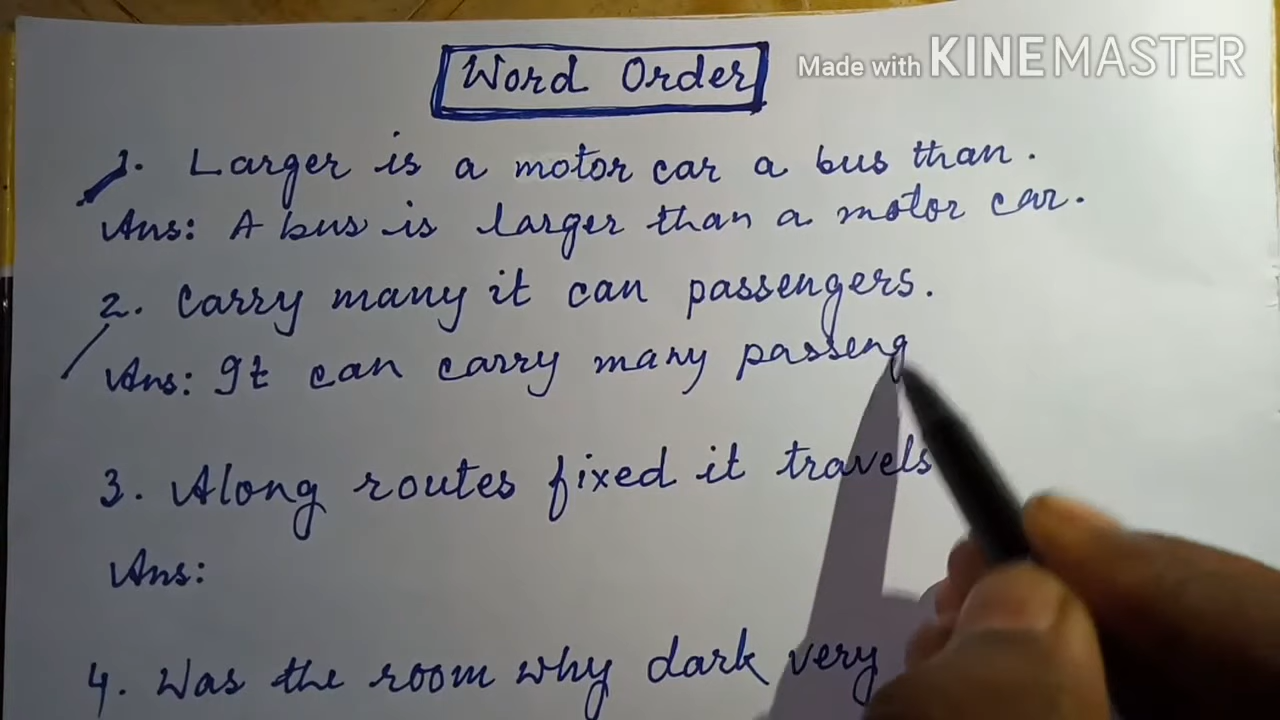 Word Order
Made with KINEMASTER
1. Larger is a motor car a bus than.
Ans: A bus is larger than a motor car.
2. Carry many it can passengers.
Ans: It can carry many passeng
3. Along routes fixed it travels
Ans:
4. Was the room why dark very